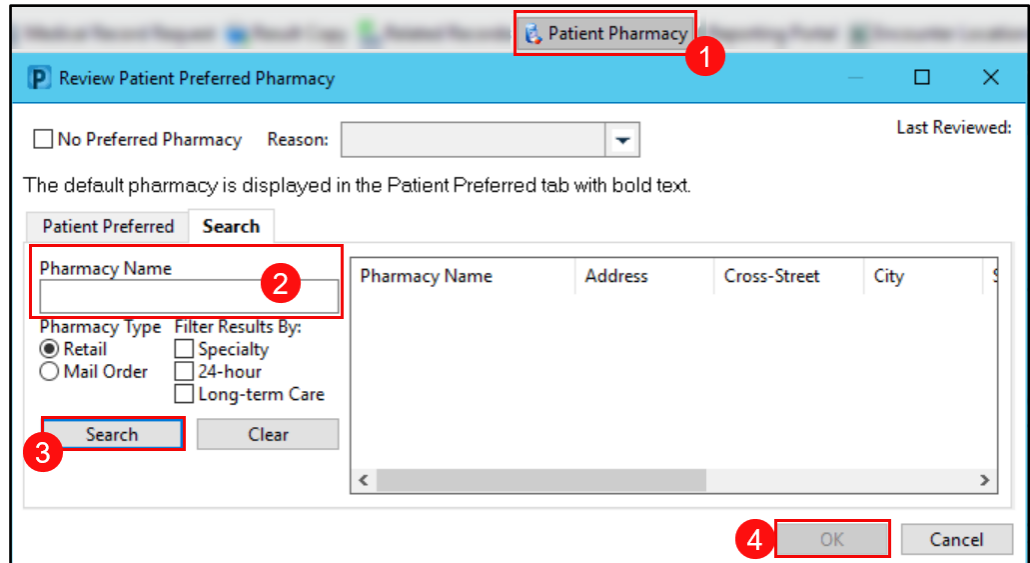 Patient Pharmacy
1
Review Patient Preferred Pharmacy
No Preferred Pharmacy Reason: Last Reviewed:
The default pharmacy is displayed in the Patient Preferred tab with bold text.
Patient Preferred Search
Pharmacy Name
2
Pharmacy Name Address Cross-Street City
Pharmacy Type Filter Results By:
Retail Specialty
Mail Order 24-hour
Long-term Care
Search Clear
3
4
OK Cancel